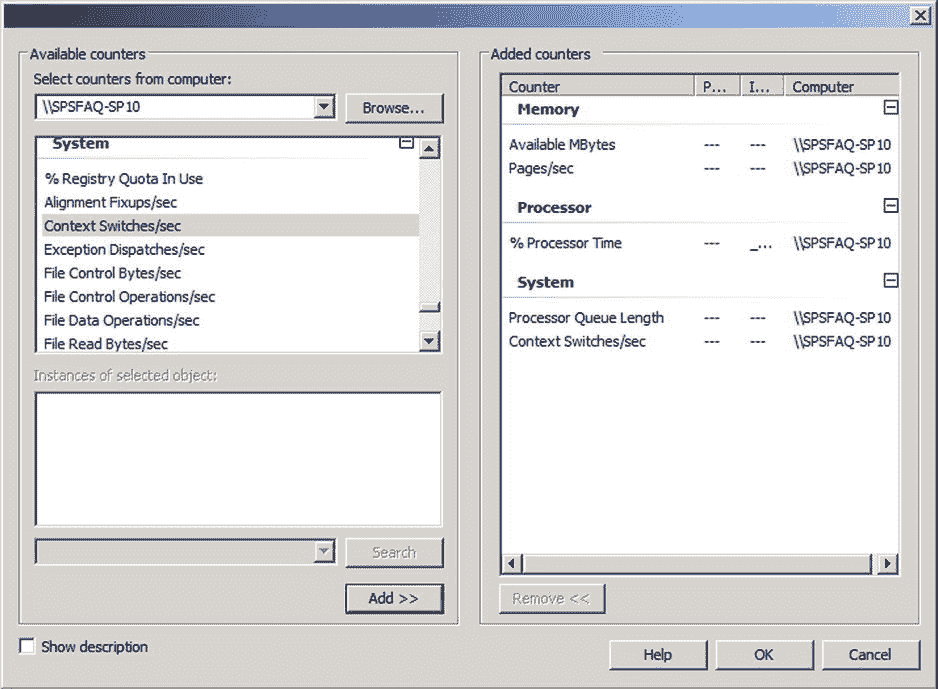 Available counters
Select counters from computer:
\\SPSFAQ-SP10
Browse...
System
% Registry Quota In Use
Alignment Fixups/sec
Context Switches/sec
Exception Dispatches/sec
File Control Bytes/sec
File Control Operations/sec
File Data Operations/sec
File Read Bytes/sec
Instances of selected object:
Search
Add >>
Show description
Added counters
Counter P... I... Computer
Memory
Available MBytes --- --- \\SPSFAQ-SP10
Pages/sec --- --- \\SPSFAQ-SP10
Processor
% Processor Time --- _... \\SPSFAQ-SP10
System
Processor Queue Length --- --- \\SPSFAQ-SP10
Context Switches/sec --- --- \\SPSFAQ-SP10
Remove <<
Help OK Cancel